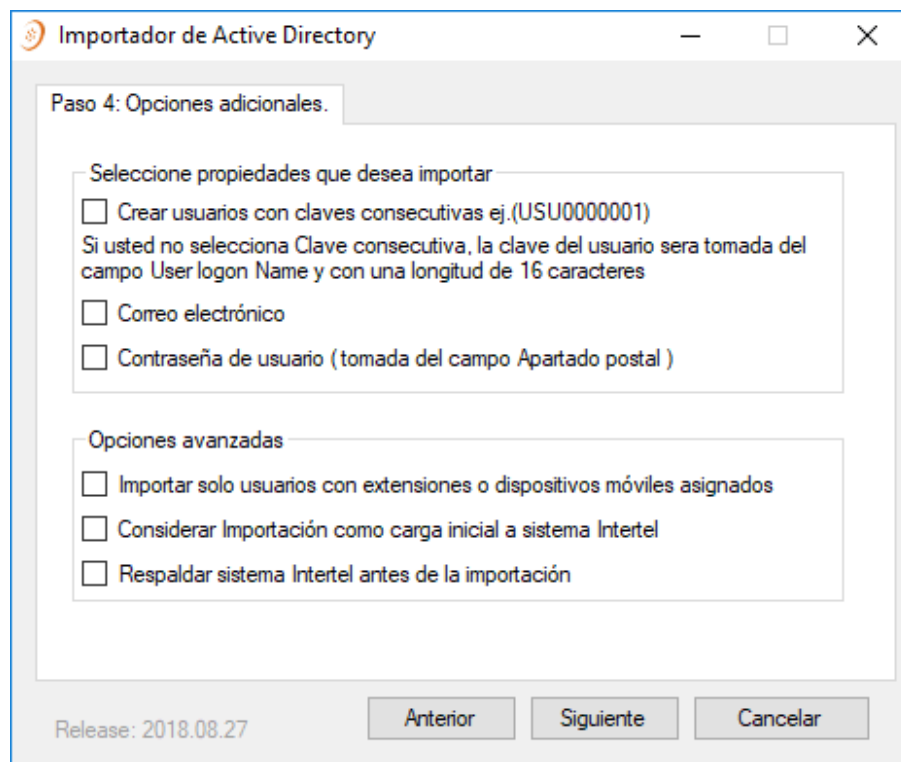 Importador de Active Directory
Paso 4: Opciones adicionales.
Seleccione propiedades que desea importar
Crear usuarios con claves consecutivas ej.(USU0000001)
Si usted no selecciona Clave consecutiva, la clave del usuario sera tomada del
campo User logon Name y con una longitud de 16 caracteres
Correo electrónico
Contraseña de usuario ( tomada del campo Apartado postal )
Opciones avanzadas
Importar solo usuarios con extensiones o dispositivos móviles asignados
Considerar Importación como carga inicial a sistema Intertel
Respaldar sistema Intertel antes de la importación
Release: 2018.08.27
Anterior
Siguiente
Cancelar